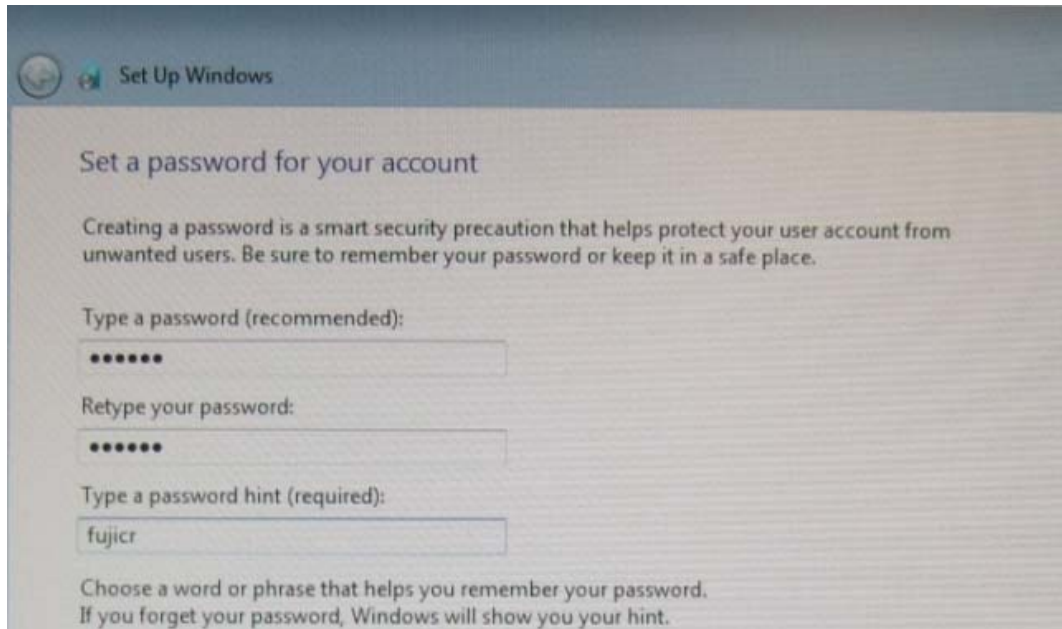 Set Up Windows
Set a password for your account
Creating a password is a smart security precaution that helps protect your user account from
unwanted users. Be sure to remember your password or keep it in a safe place.
Type a password (recommended):
••••••
Retype your password:
••••••
Type a password hint (required):
fujicr
Choose a word or phrase that helps you remember your password.
If you forget your password, Windows will show you your hint.